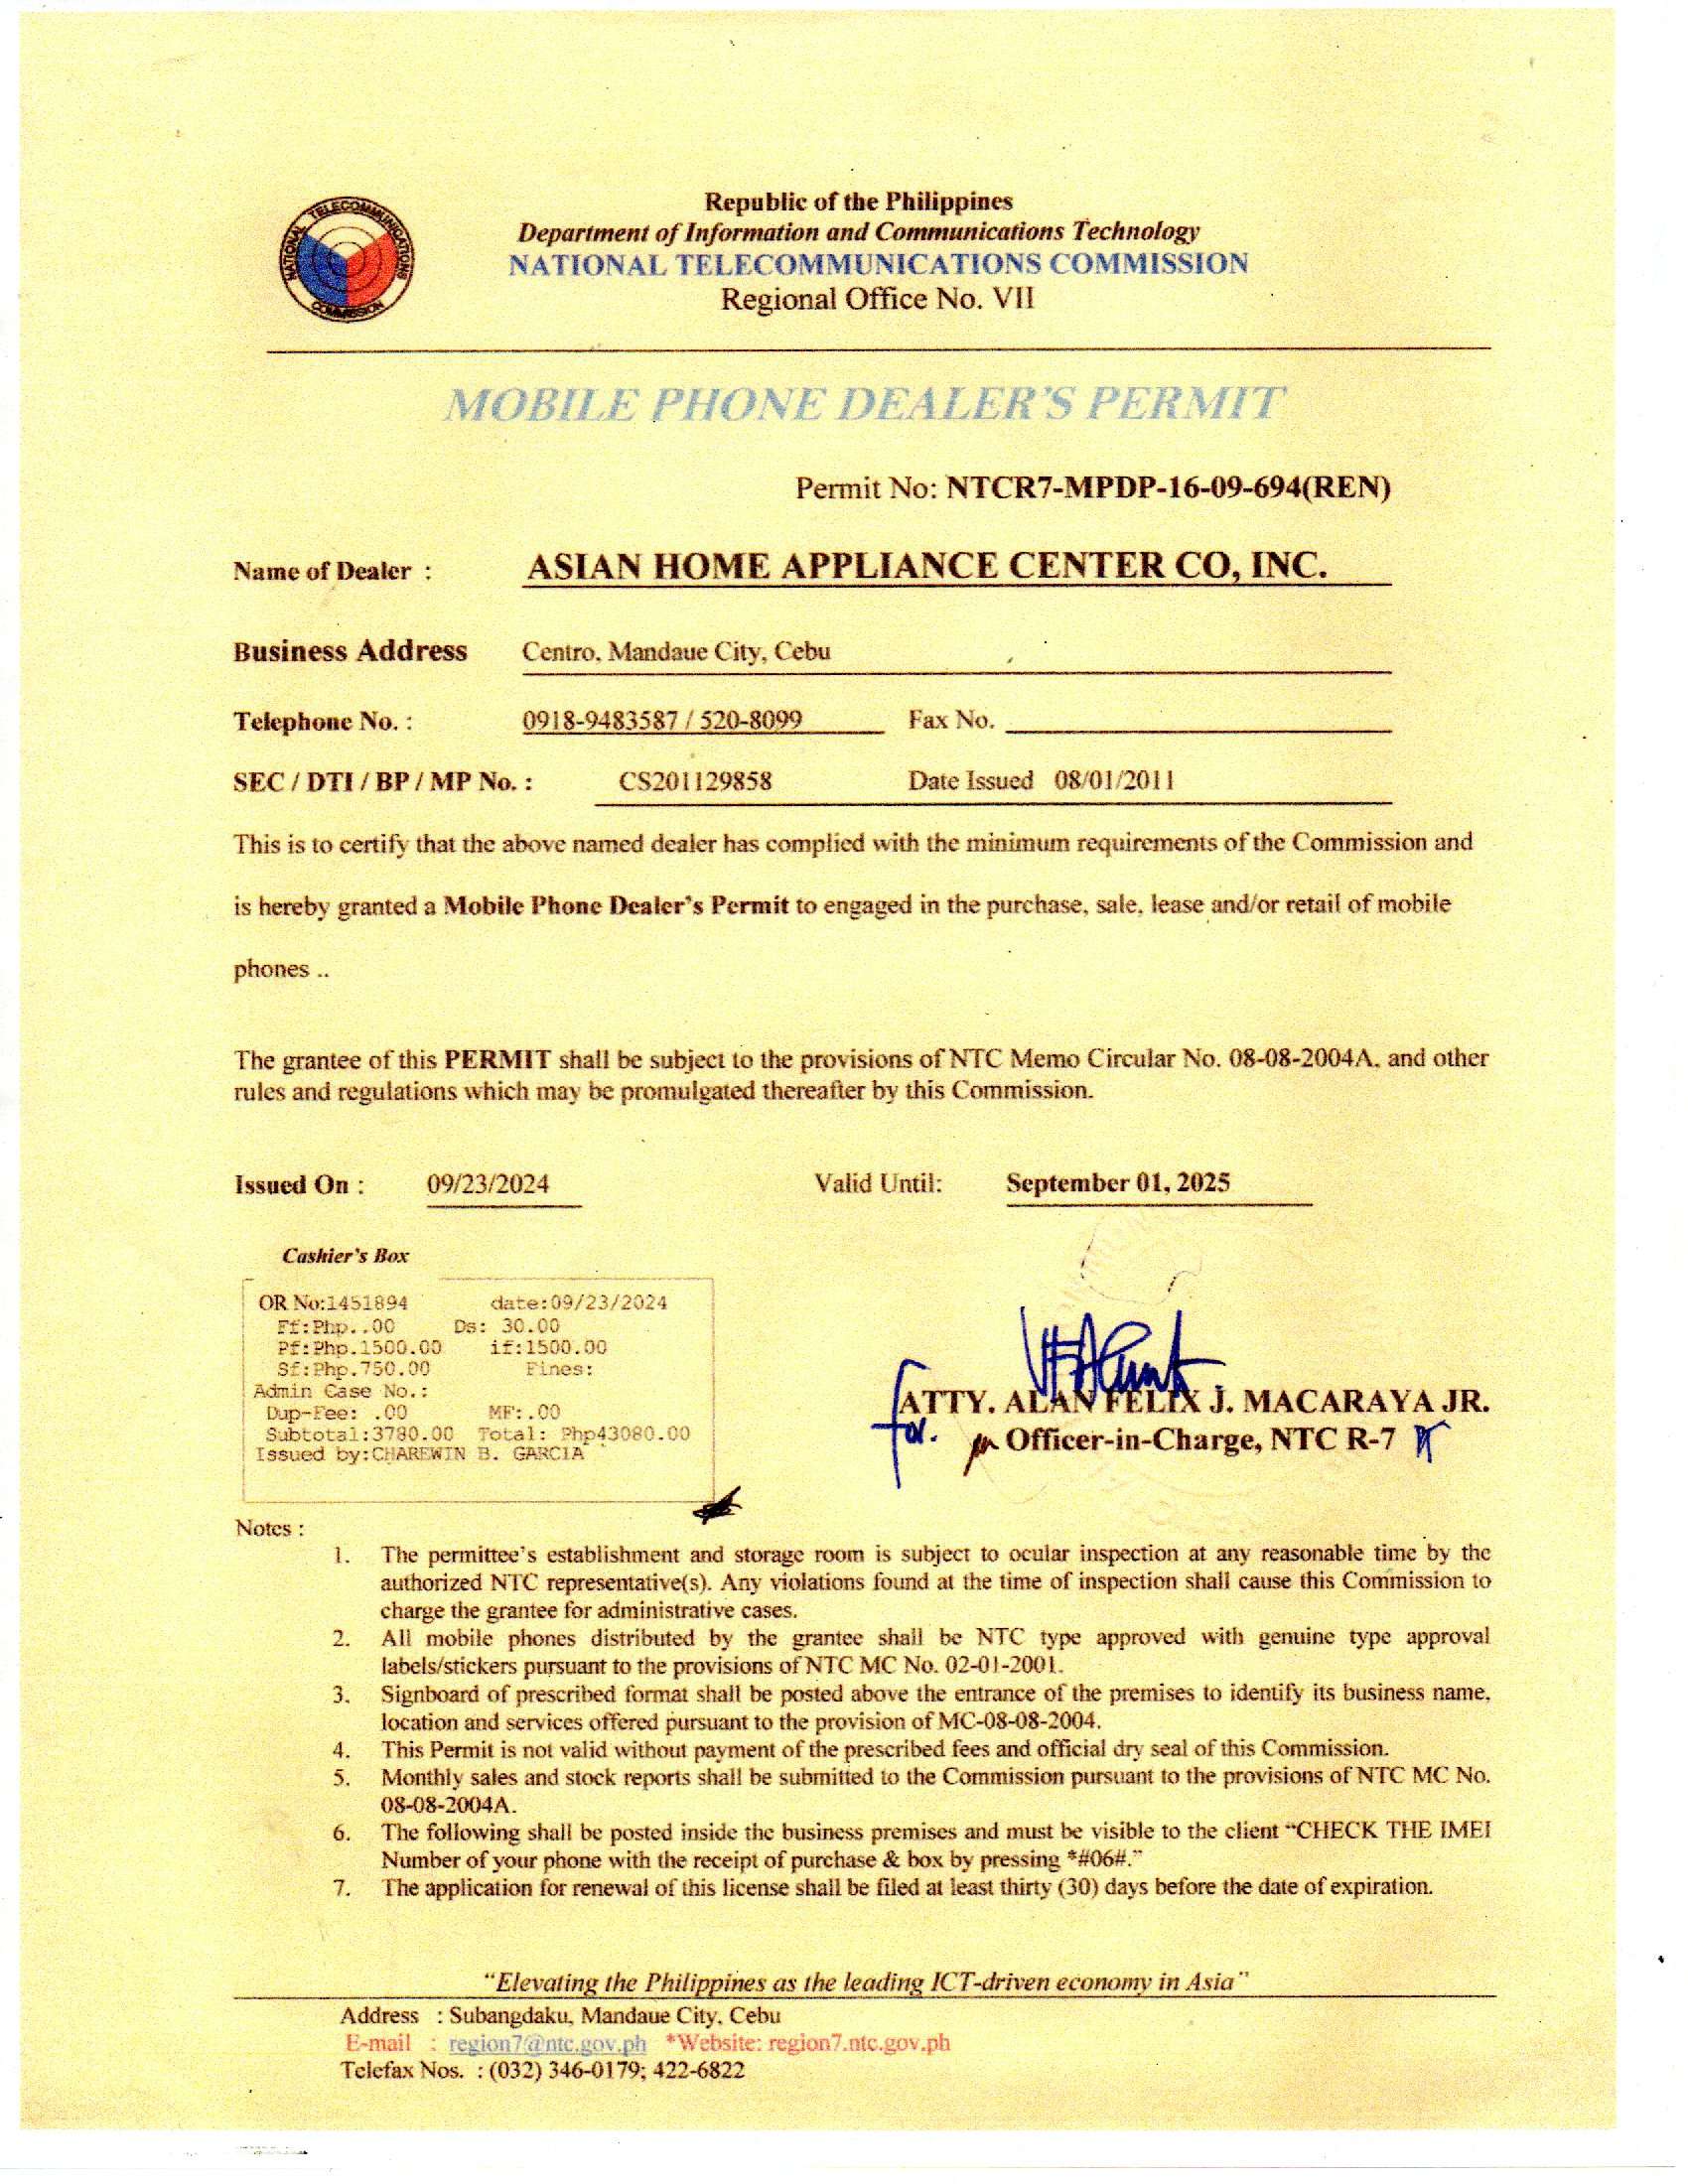 NATIONAL TELECOMMUNICATIONS COMMISSION
Republic of the Philippines
Department of Information and Communications Technology
NATIONAL TELECOMMUNICATIONS COMMISSION
Regional Office No. VII
MOBILE PHONE DEALER'S PERMIT
Permit No: NTCR7-MPDP-16-09-694(REN)
Name of Dealer : ASIAN HOME APPLIANCE CENTER CO, INC.
Business Address Centro, Mandaue City, Cebu
Telephone No. : 0918-9483587 / 520-8099 Fax No.
SEC / DTI / BP / MP No. : CS201129858 Date Issued 08/01/2011
This is to certify that the above named dealer has complied with the minimum requirements of the Commission and
is hereby granted a Mobile Phone Dealer's Permit to engaged in the purchase, sale, lease and/or retail of mobile
phones ..
The grantee of this PERMIT shall be subject to the provisions of NTC Memo Circular No. 08-08-2004A, and other
rules and regulations which may be promulgated thereafter by this Commission.
Issued On : 09/23/2024 Valid Until: September 01, 2025
Cashier's Box
OR No:1451894 date:09/23/2024
Ff:Php..00 Ds: 30.00
Pf:Php.1500.00 if:1500.00
Sf:Php.750.00 Fines:
Admin Case No.:
Dup-Fee: .00 MF:.00
Subtotal:3780.00 Total: Php43080.00
Issued by:CHAREWIN B. GARCIA
ATTY. ALAN FELIX J. MACARAYA JR.
for. Officer-in-Charge, NTC R-7
Notes :
1. The permittee's establishment and storage room is subject to ocular inspection at any reasonable time by the
authorized NTC representative(s). Any violations found at the time of inspection shall cause this Commission to
charge the grantee for administrative cases.
2. All mobile phones distributed by the grantee shall be NTC type approved with genuine type approval
labels/stickers pursuant to the provisions of NTC MC No. 02-01-2001.
3. Signboard of prescribed format shall be posted above the entrance of the premises to identify its business name,
location and services offered pursuant to the provision of MC-08-08-2004.
4. This Permit is not valid without payment of the prescribed fees and official dry seal of this Commission.
5. Monthly sales and stock reports shall be submitted to the Commission pursuant to the provisions of NTC MC No.
08-08-2004A.
6. The following shall be posted inside the business premises and must be visible to the client "CHECK THE IMEI
Number of your phone with the receipt of purchase & box by pressing *#06#."
7. The application for renewal of this license shall be filed at least thirty (30) days before the date of expiration.
"Elevating the Philippines as the leading ICT-driven economy in Asia"
Address : Subangdaku, Mandaue City, Cebu
E-mail : region7@ntc.gov.ph *Website: region7.ntc.gov.ph
Telefax Nos. : (032) 346-0179; 422-6822